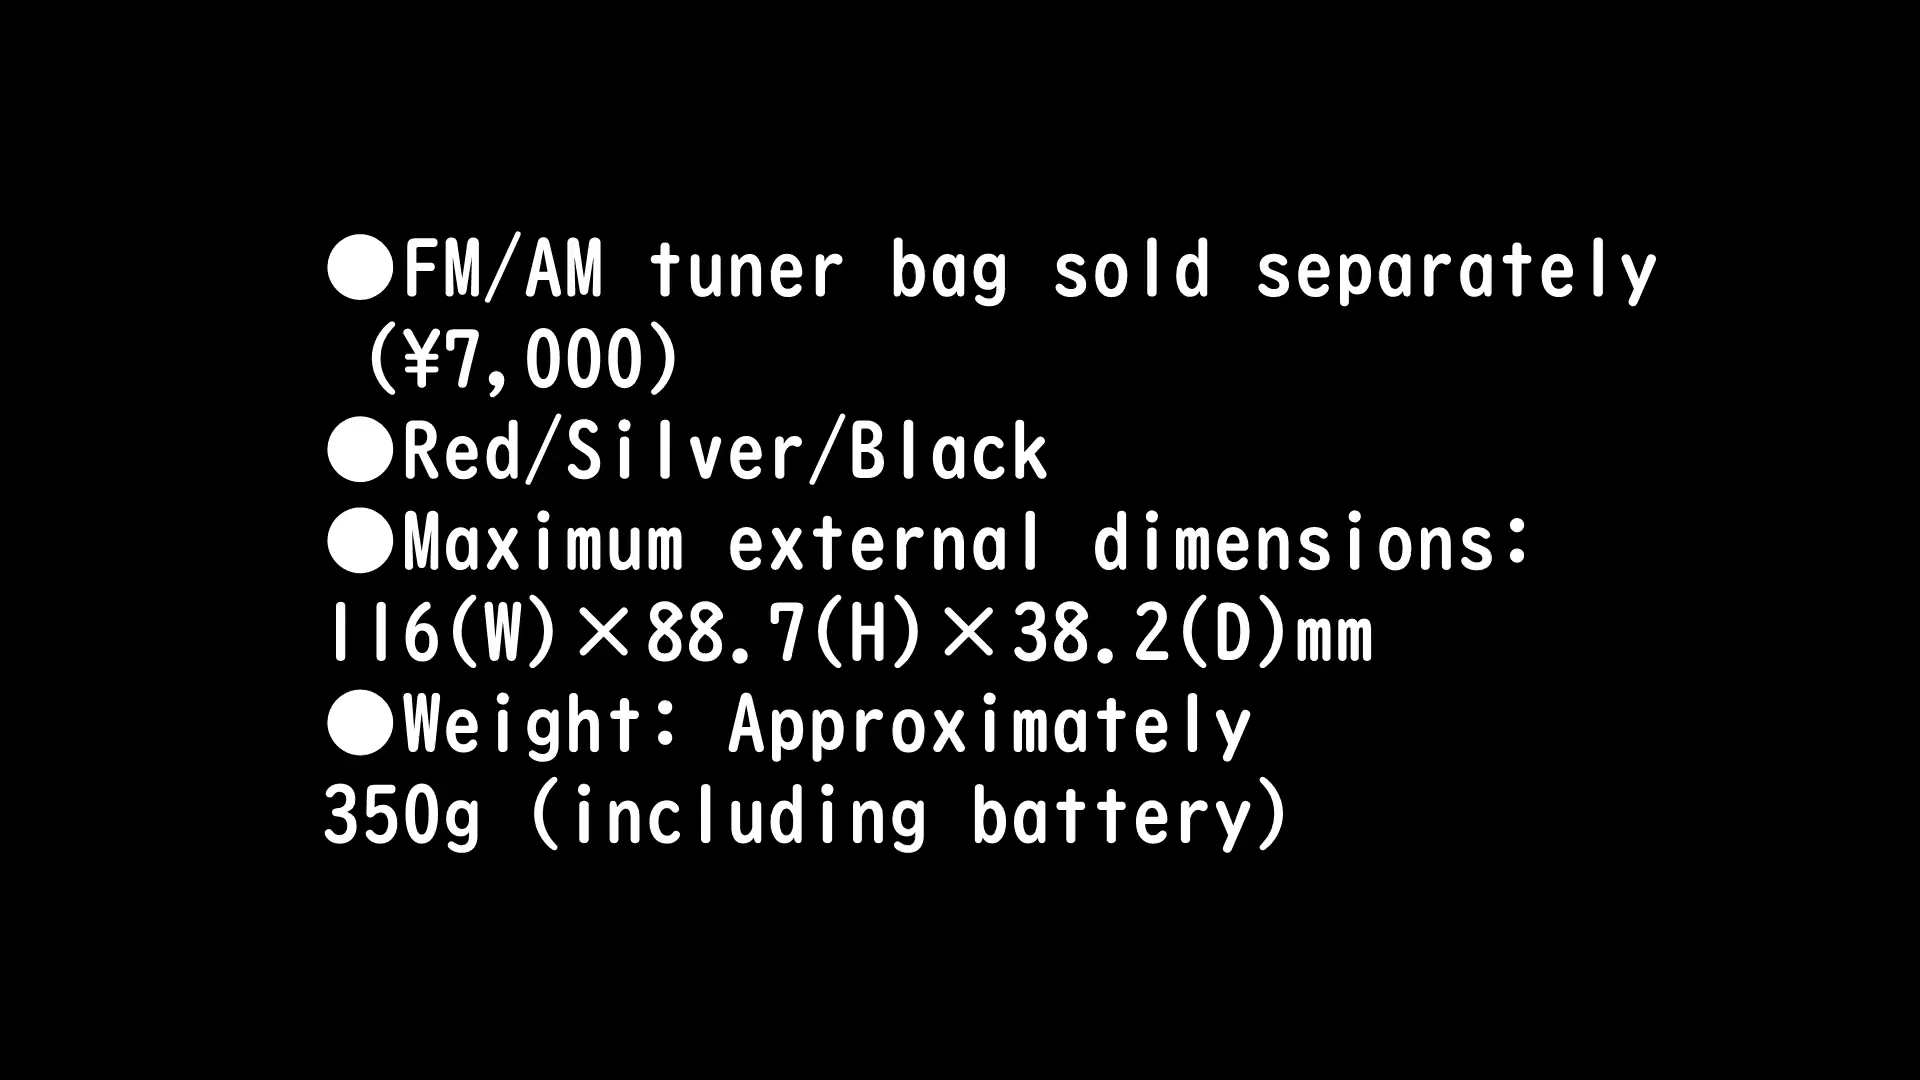 ●FM/AM tuner bag sold separately
(¥7,000)
●Red/Silver/Black
●Maximum external dimensions:
116(W)×88.7(H)×38.2(D)mm
●Weight: Approximately
350g (including battery)